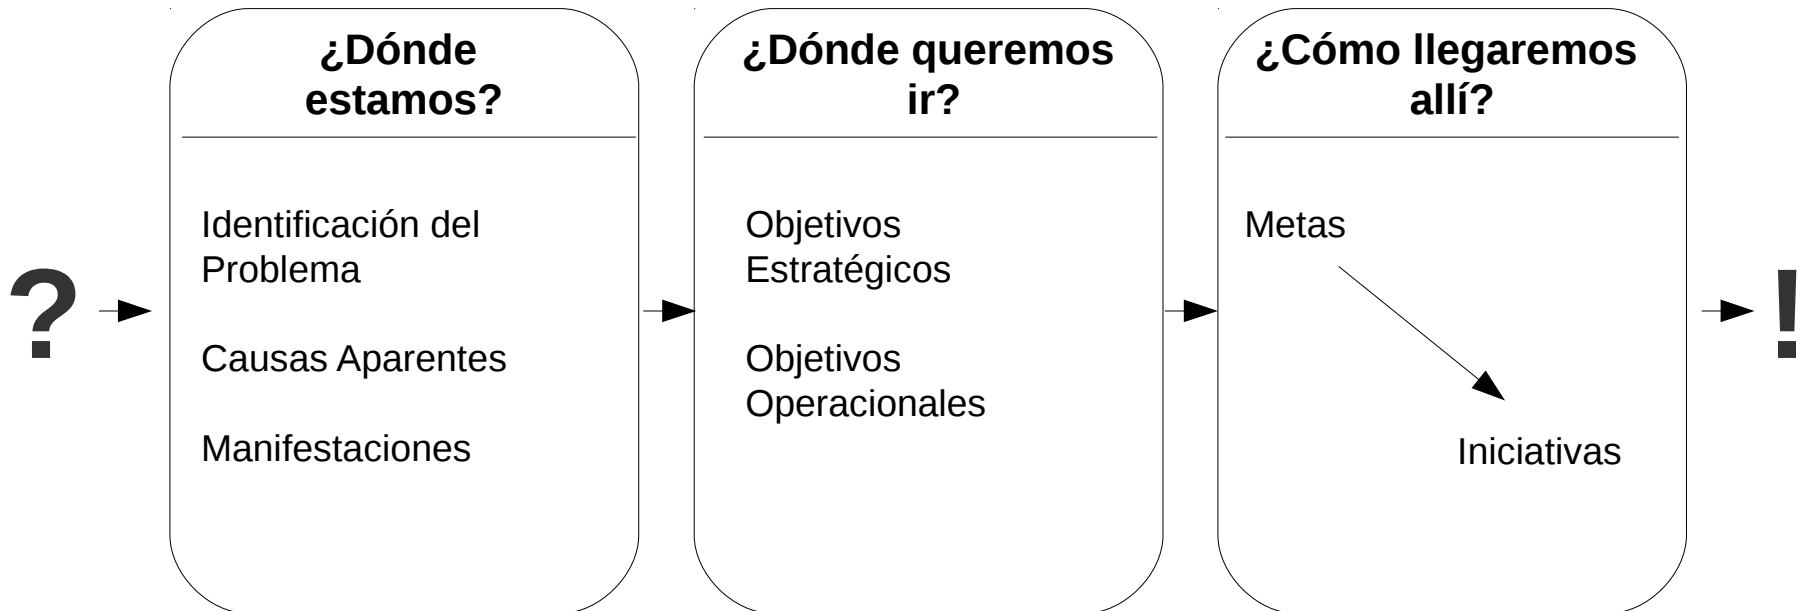 ?
¿Dónde
estamos?
Identificación del
Problema
Causas Aparentes
Manifestaciones
¿Dónde queremos
ir?
Objetivos
Estratégicos
Objetivos
Operacionales
¿Cómo llegaremos
allí?
Metas
Iniciativas
!